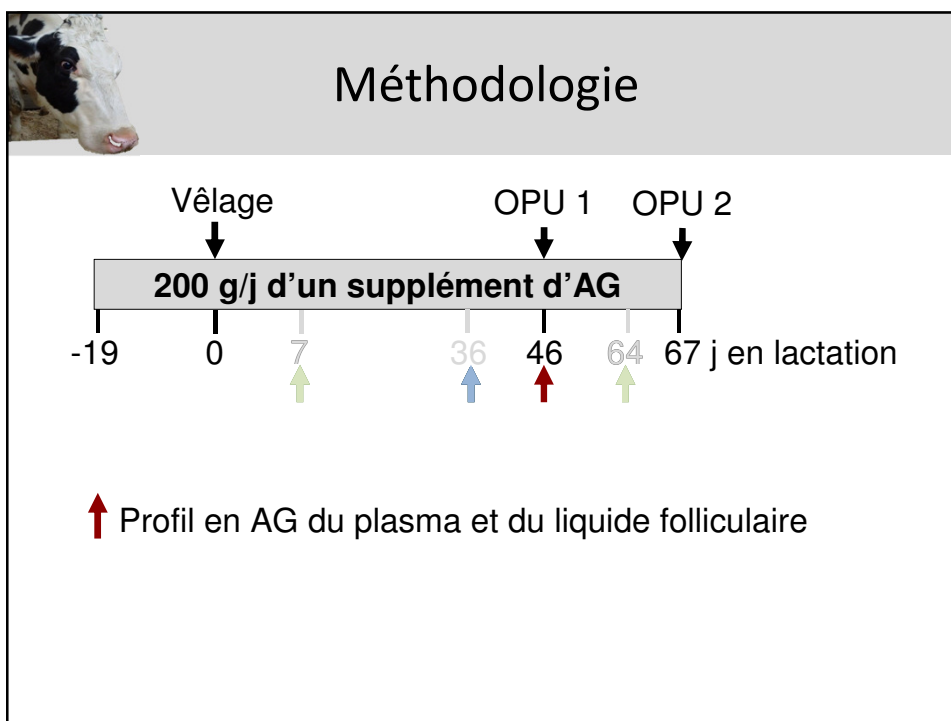 Méthodologie
Vêlage OPU 1 OPU 2
200 g/j d'un supplément d'AG
-19 0 7 36 46 64 67 j en lactation
Profil en AG du plasma et du liquide folliculaire